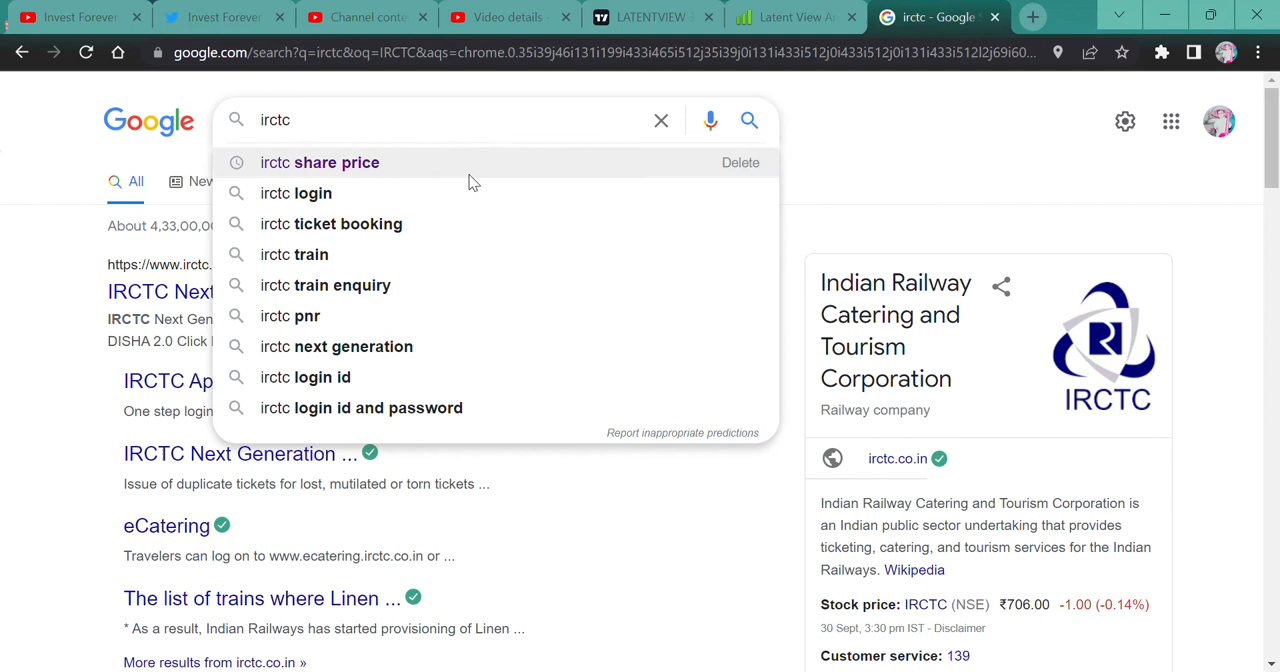 Invest Forever
Invest Forever
Channel conte
Video details -
LATENTVIEW
Latent View An
irctc - Google
google.com/search?q=irctc&oq=IRCTC&aqs=chrome.0.35i39j46i131i199i433i465i512j35i39j0i131i433i512j0i131i433i512j0i131i433i512l2j69i60...
Google
irctc
irctc share price
Delete
irctc login
irctc ticket booking
irctc train
irctc train enquiry
irctc pnr
irctc next generation
irctc login id
irctc login id and password
Report inappropriate predictions
All
New
About 4,33,00,00
https://www.irctc.
IRCTC Next
IRCTC Next Gen
DISHA 2.0 Click
IRCTC Ap
One step login
IRCTC Next Generation ...
Issue of duplicate tickets for lost, mutilated or torn tickets ...
eCatering
Travelers can log on to www.ecatering.irctc.co.in or ...
The list of trains where Linen ...
* As a result, Indian Railways has started provisioning of Linen ...
More results from irctc.co.in »
Indian Railway
Catering and
Tourism
Corporation
Railway company
IRCTC
irctc.co.in
Indian Railway Catering and Tourism Corporation is
an Indian public sector undertaking that provides
ticketing, catering, and tourism services for the Indian
Railways. Wikipedia
Stock price: IRCTC (NSE) ₹706.00 -1.00 (-0.14%)
30 Sept, 3:30 pm IST - Disclaimer
Customer service: 139